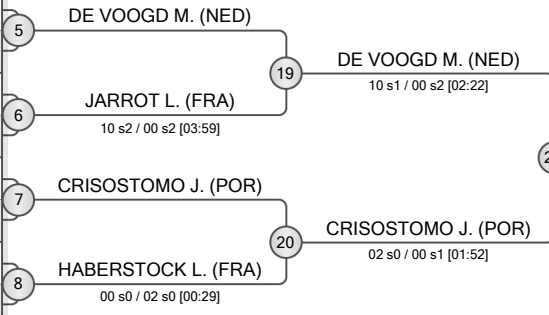 DE VOOGD M. (NED)
5
19
DE VOOGD M. (NED)
10 s1 / 00 s2 [02:22]
JARROT L. (FRA)
6
10 s2 / 00 s2 [03:59]
CRISOSTOMO J. (POR)
7
20
CRISOSTOMO J. (POR)
02 s0 / 00 s1 [01:52]
HABERSTOCK L. (FRA)
8
00 s0 / 02 s0 [00:29]